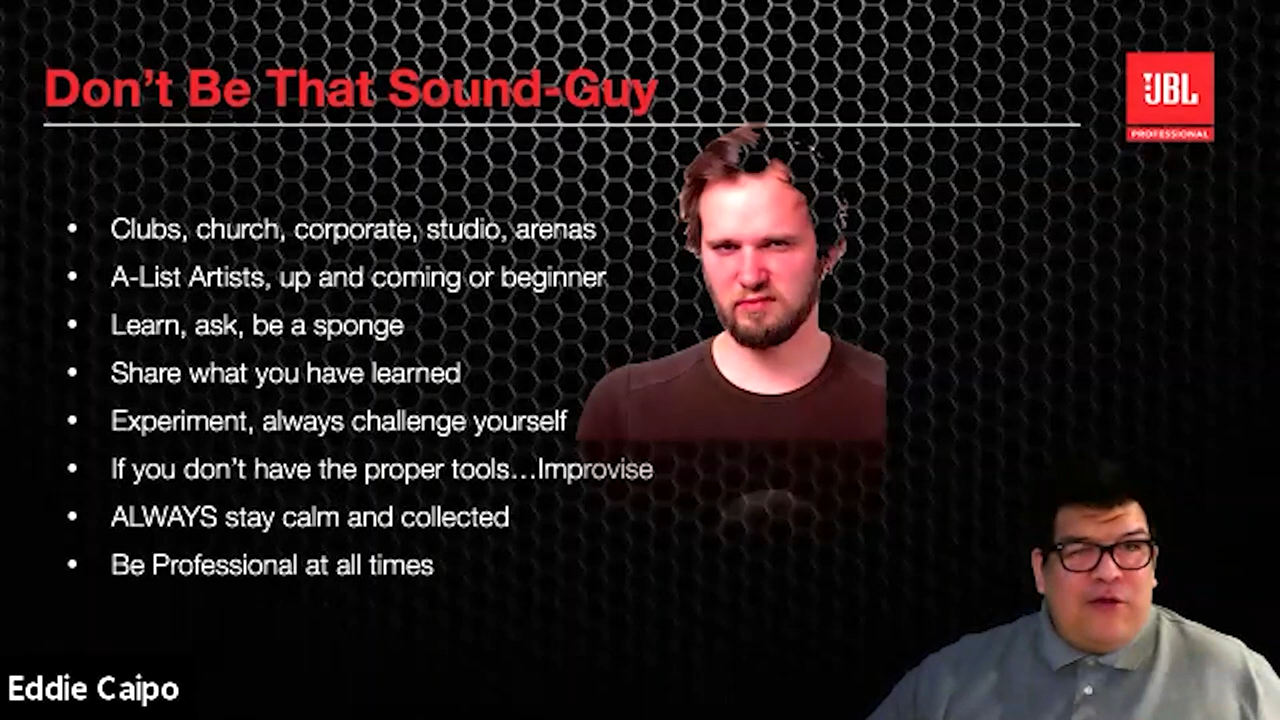 Don't Be That Sound-Guy
JBL
PROFESSIONAL
• Clubs, church, corporate, studio, arenas
• A-List Artists, up and coming or beginner
• Learn, ask, be a sponge
• Share what you have learned
• Experiment, always challenge yourself
• If you don't have the proper tools...Improvise
• ALWAYS stay calm and collected
• Be Professional at all times
Eddie Caipo